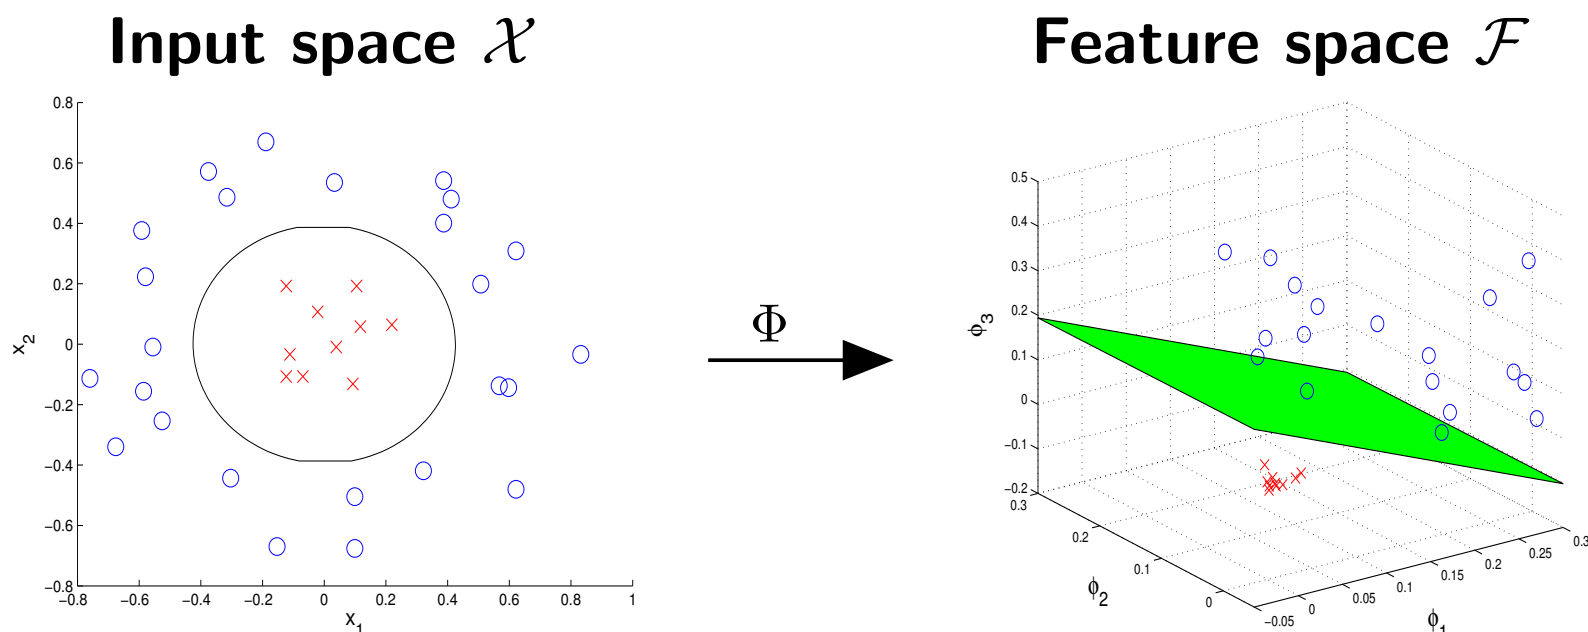 Input space 𝒳
Feature space ℱ
0.8
0.6
0.4
0.2
0
−0.2
−0.4
−0.6
−0.8
x₂
−0.8 −0.6 −0.4 −0.2 0 0.2 0.4 0.6 0.8 1
x₁
Φ
0.5
0.4
0.3
0.2
0.1
0
−0.1
−0.2
ϕ₃
0.3
0.2
0.1
0
ϕ₂
−0.05 0 0.05 0.1 0.15 0.2 0.25 0.3
ϕ₁